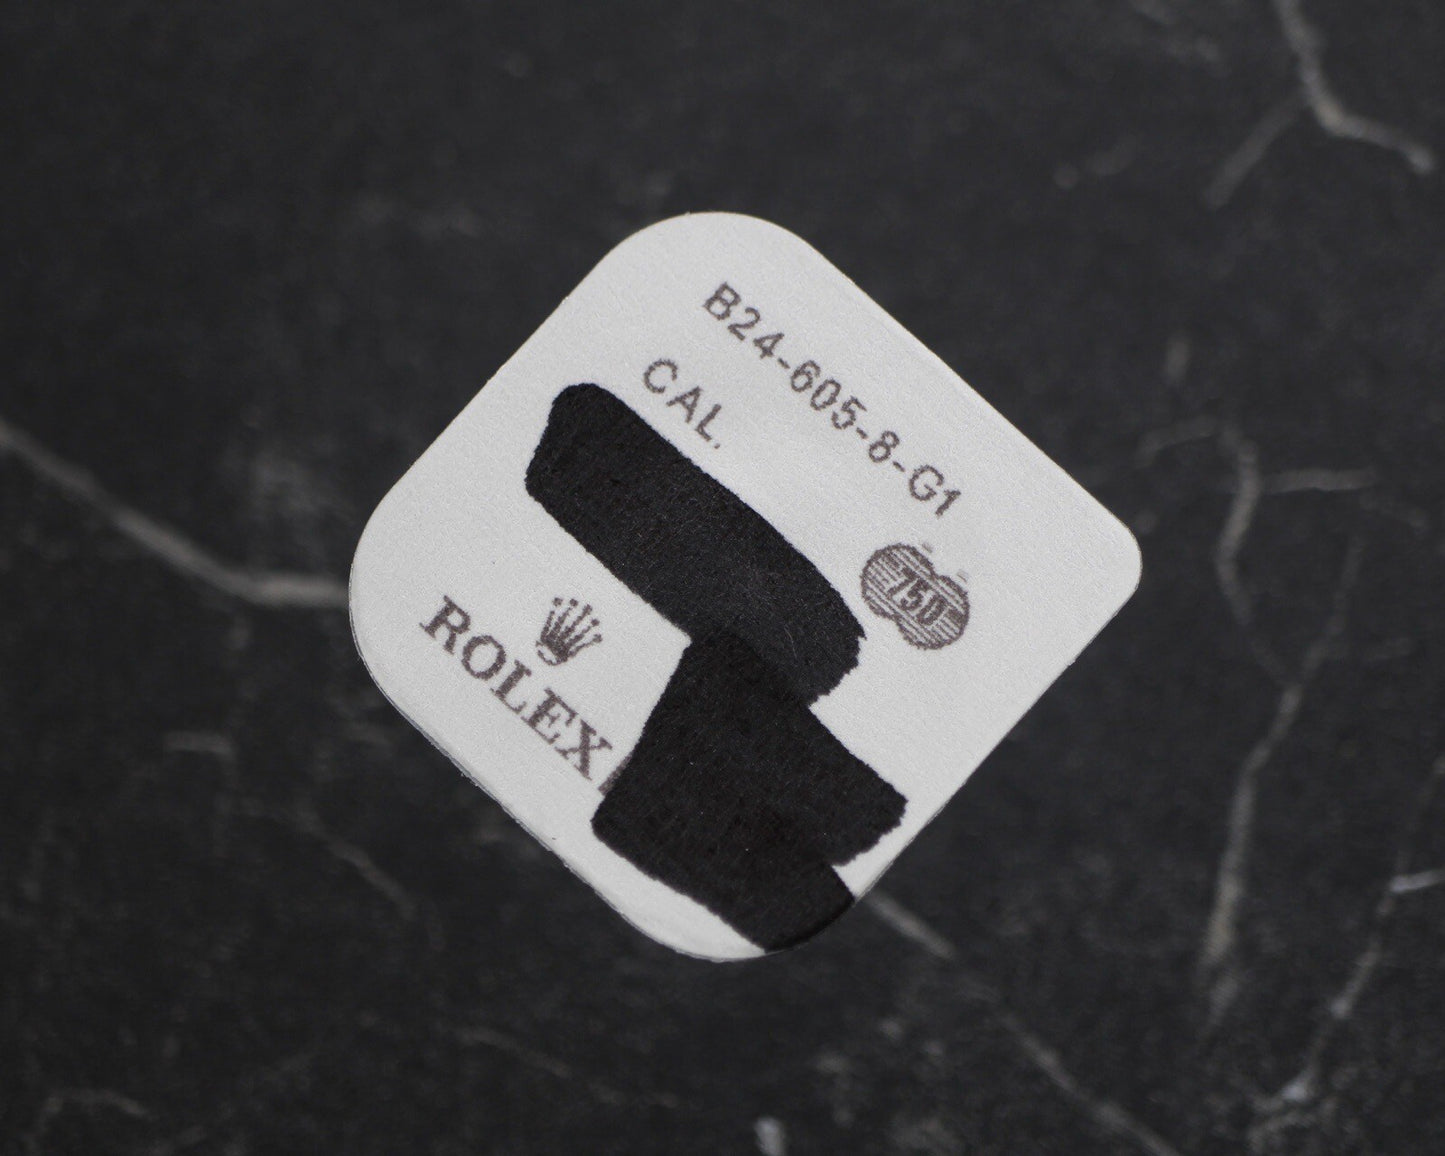 B24-605-8-G1
CAL.
750
ROLEX